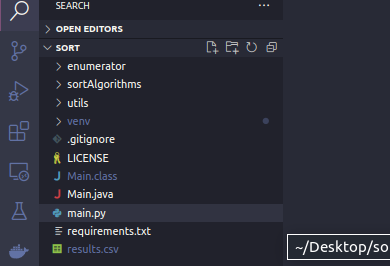 SEARCH
OPEN EDITORS
SORT
enumerator
sortAlgorithms
utils
venv
.gitignore
LICENSE
Main.class
Main.java
main.py
requirements.txt
results.csv
~/Desktop/so